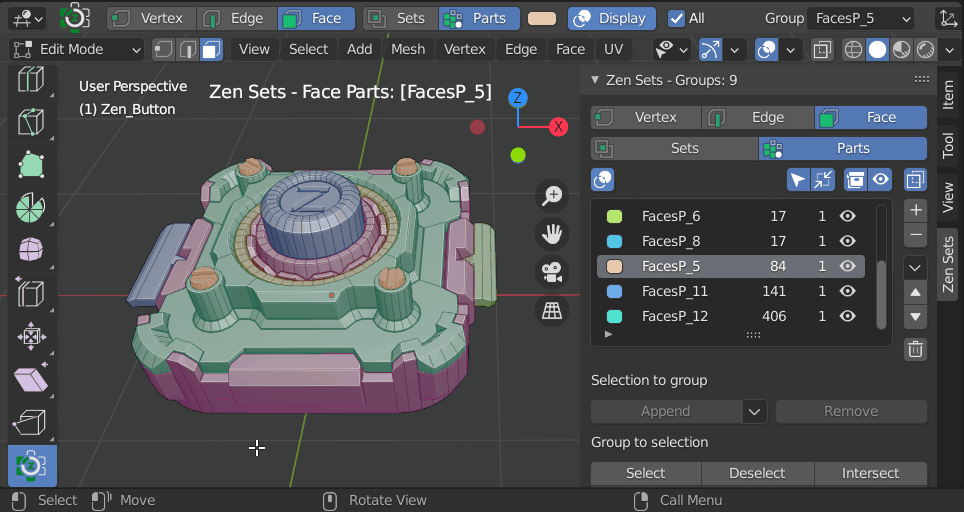 Vertex Edge Face Sets Parts Display All Group FacesP_5
Edit Mode View Select Add Mesh Vertex Edge Face UV
User Perspective
(1) Zen_Button
Zen Sets - Face Parts: [FacesP_5]
Z
X
Z
Zen Sets - Groups: 9
Vertex Edge Face
Sets Parts
FacesP_6 17 1
FacesP_8 17 1
FacesP_5 84 1
FacesP_11 141 1
FacesP_12 406 1
Selection to group
Append Remove
Group to selection
Select Deselect Intersect
Item
Tool
View
Zen Sets
Select Move Rotate View Call Menu